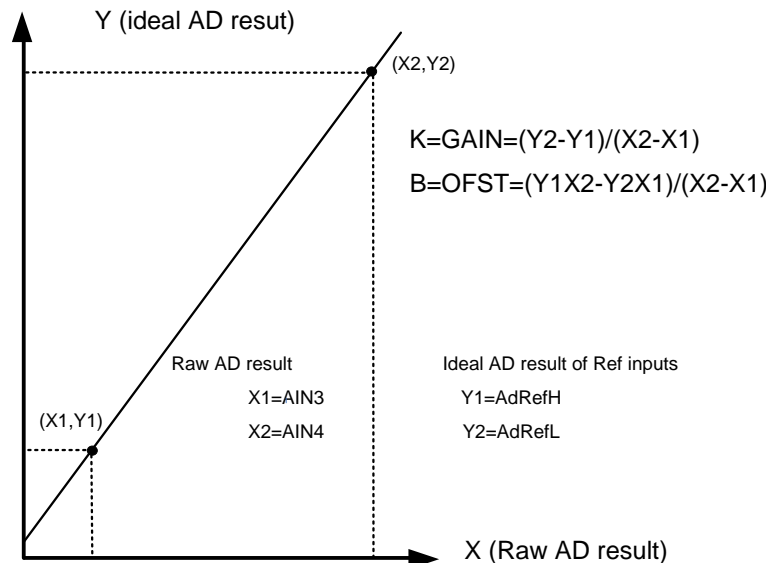 Y (ideal AD resut)
(X2,Y2)
K=GAIN=(Y2-Y1)/(X2-X1)
B=OFST=(Y1X2-Y2X1)/(X2-X1)
Raw AD result
Ideal AD result of Ref inputs
X1=AIN3
Y1=AdRefH
(X1,Y1)
X2=AIN4
Y2=AdRefL
X (Raw AD result)